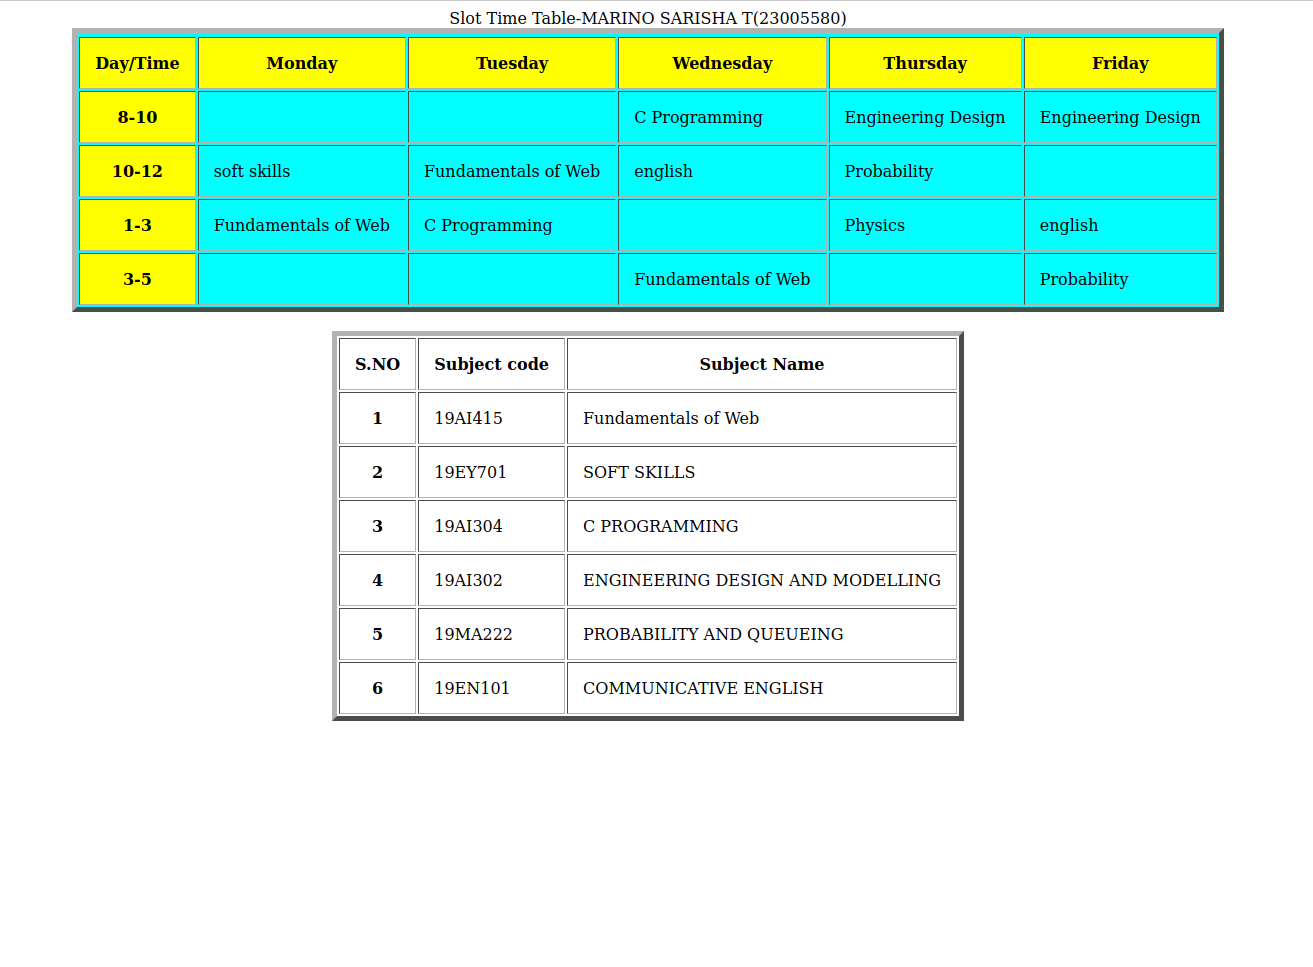 Slot Time Table-MARINO SARISHA T(23005580)
Day/Time Monday Tuesday Wednesday Thursday Friday
8-10 C Programming Engineering Design Engineering Design
10-12 soft skills Fundamentals of Web english Probability
1-3 Fundamentals of Web C Programming Physics english
3-5 Fundamentals of Web Probability
S.NO Subject code Subject Name
1 19AI415 Fundamentals of Web
2 19EY701 SOFT SKILLS
3 19AI304 C PROGRAMMING
4 19AI302 ENGINEERING DESIGN AND MODELLING
5 19MA222 PROBABILITY AND QUEUEING
6 19EN101 COMMUNICATIVE ENGLISH